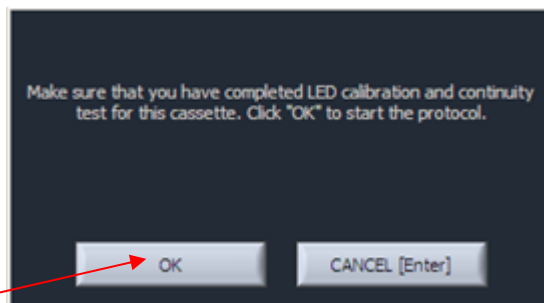 Make sure that you have completed LED calibration and continuity
test for this cassette. Click "OK" to start the protocol.
OK
CANCEL [Enter]